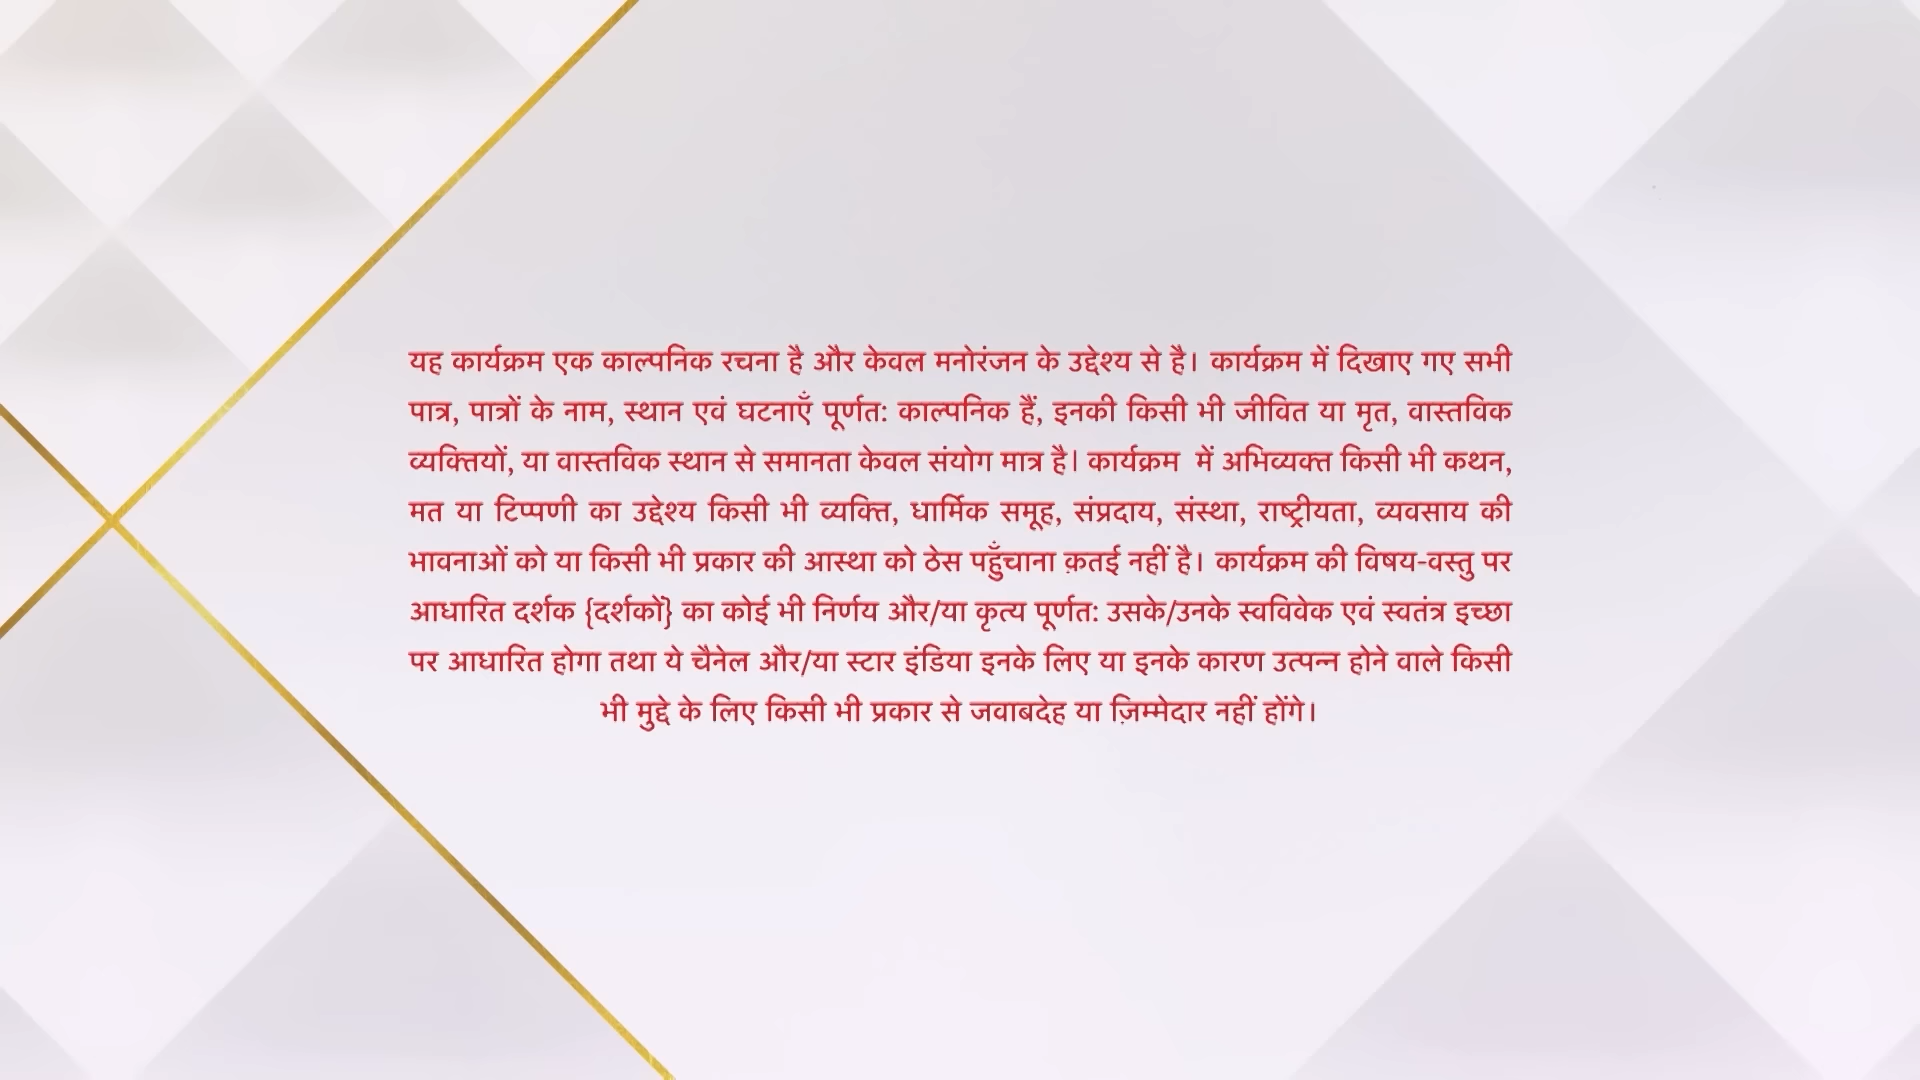 यह कार्यक्रम एक काल्पनिक रचना है और केवल मनोरंजन के उद्देश्य से है। कार्यक्रम में दिखाए गए सभी
पात्र, पात्रों के नाम, स्थान एवं घटनाएँ पूर्णत: काल्पनिक हैं, इनकी किसी भी जीवित या मृत, वास्तविक
व्यक्तियों, या वास्तविक स्थान से समानता केवल संयोग मात्र है। कार्यक्रम में अभिव्यक्त किसी भी कथन,
मत या टिप्पणी का उद्देश्य किसी भी व्यक्ति, धार्मिक समूह, संप्रदाय, संस्था, राष्ट्रीयता, व्यवसाय की
भावनाओं को या किसी भी प्रकार की आस्था को ठेस पहुँचाना क़तई नहीं है। कार्यक्रम की विषय-वस्तु पर
आधारित दर्शक {दर्शकों} का कोई भी निर्णय और/या कृत्य पूर्णत: उसके/उनके स्वविवेक एवं स्वतंत्र इच्छा
पर आधारित होगा तथा ये चैनेल और/या स्टार इंडिया इनके लिए या इनके कारण उत्पन्न होने वाले किसी
भी मुद्दे के लिए किसी भी प्रकार से जवाबदेह या ज़िम्मेदार नहीं होंगे।